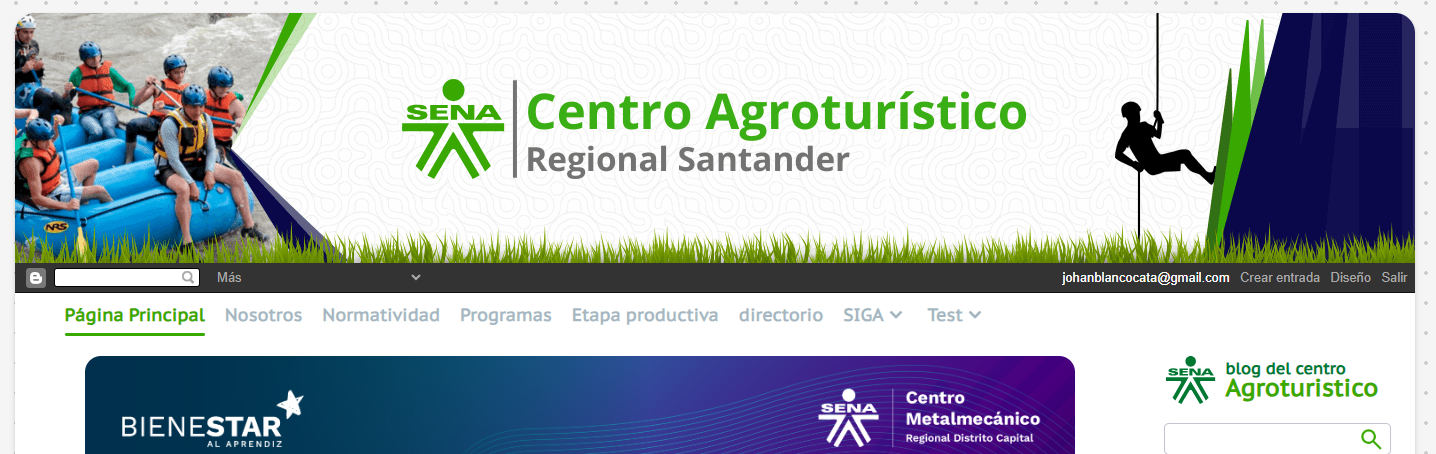 SENA
Centro Agroturístico
Regional Santander
NRS
Más
johanblancocata@gmail.com Crear entrada Diseño Salir
Página Principal Nosotros Normatividad Programas Etapa productiva directorio SIGA Test
BIENESTAR
AL APRENDIZ
SENA
Centro
Metalmecánico
Regional Distrito Capital
SENA
blog del centro
Agroturistico